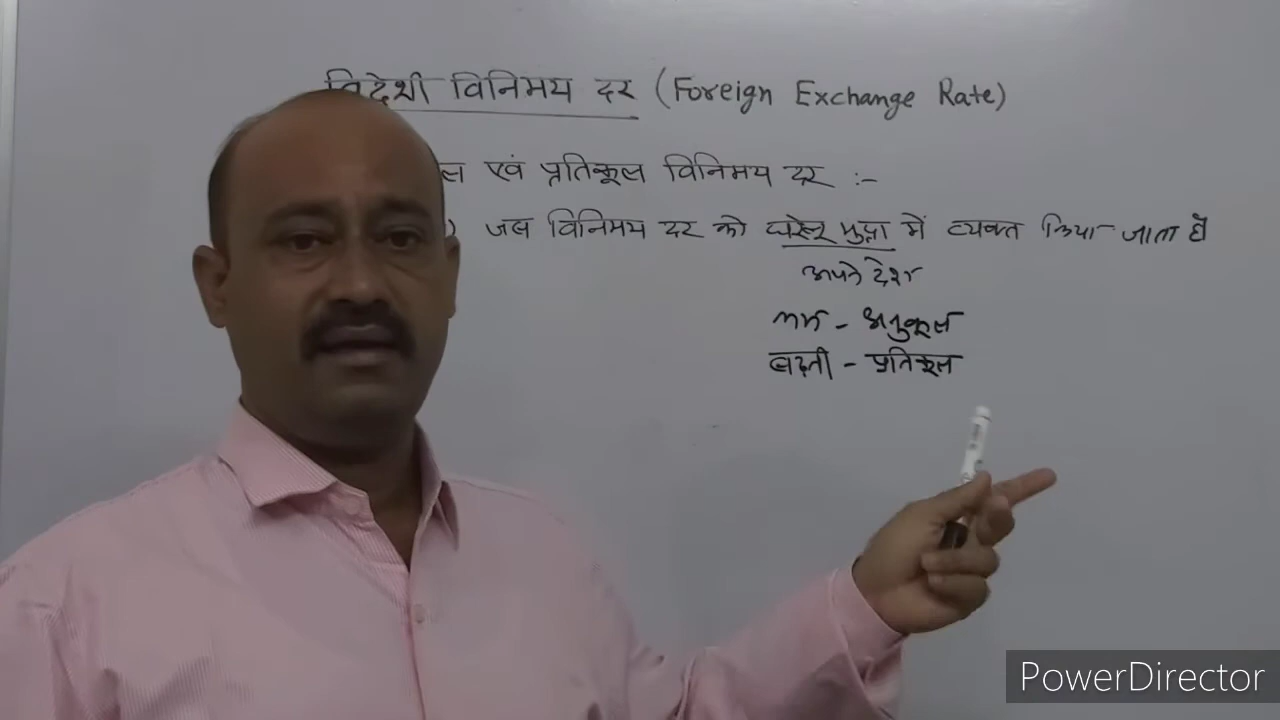 विदेशी विनिमय दर (Foreign Exchange Rate)
एवं प्रतिकूल विनिमय दर :-
जब विनिमय दर को घरेलू मुद्रा में व्यक्त किया जाता है
अपने देश
- अनुकूल
बढ़ती - प्रतिकूल
PowerDirector